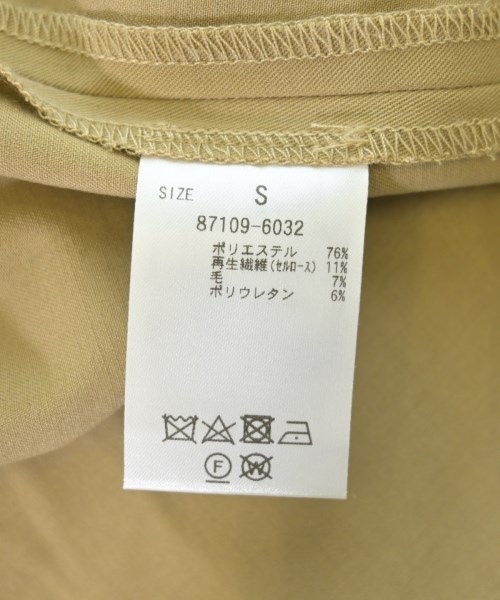 SIZE S
87109-6032
ポリエステル 76%
再生繊維(セルロース) 11%
毛 7%
ポリウレタン 6%
F W